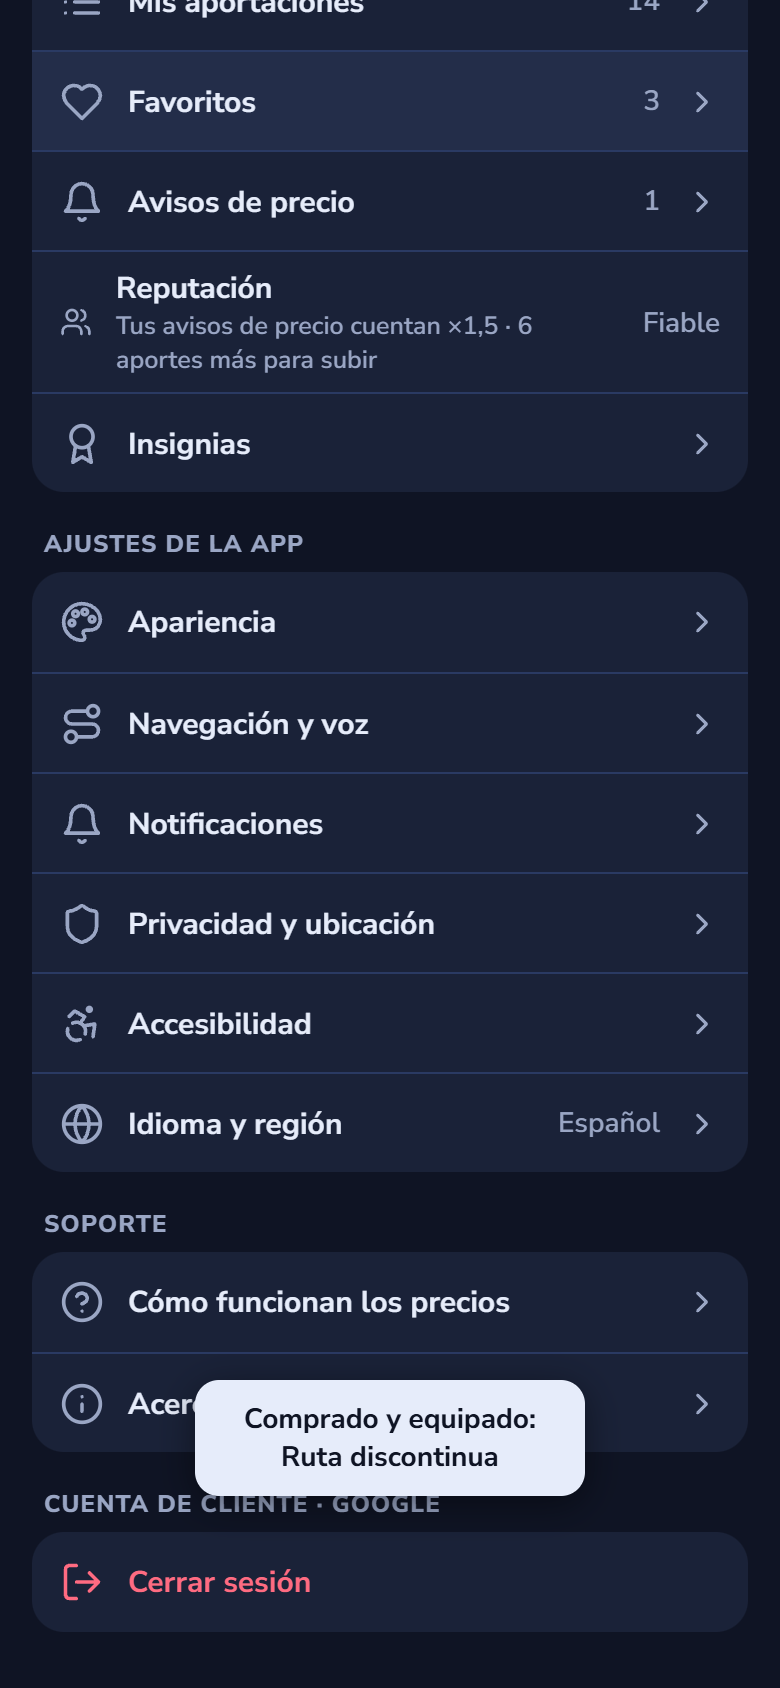 Mis aportaciones 14
Favoritos 3
Avisos de precio 1
Reputación
Tus avisos de precio cuentan ×1,5 · 6
aportes más para subir
Fiable
Insignias
AJUSTES DE LA APP
Apariencia
Navegación y voz
Notificaciones
Privacidad y ubicación
Accesibilidad
Idioma y región Español
SOPORTE
Cómo funcionan los precios
Comprado y equipado:
Ruta discontinua
CUENTA DE CLIENTE · GOOGLE
Cerrar sesión